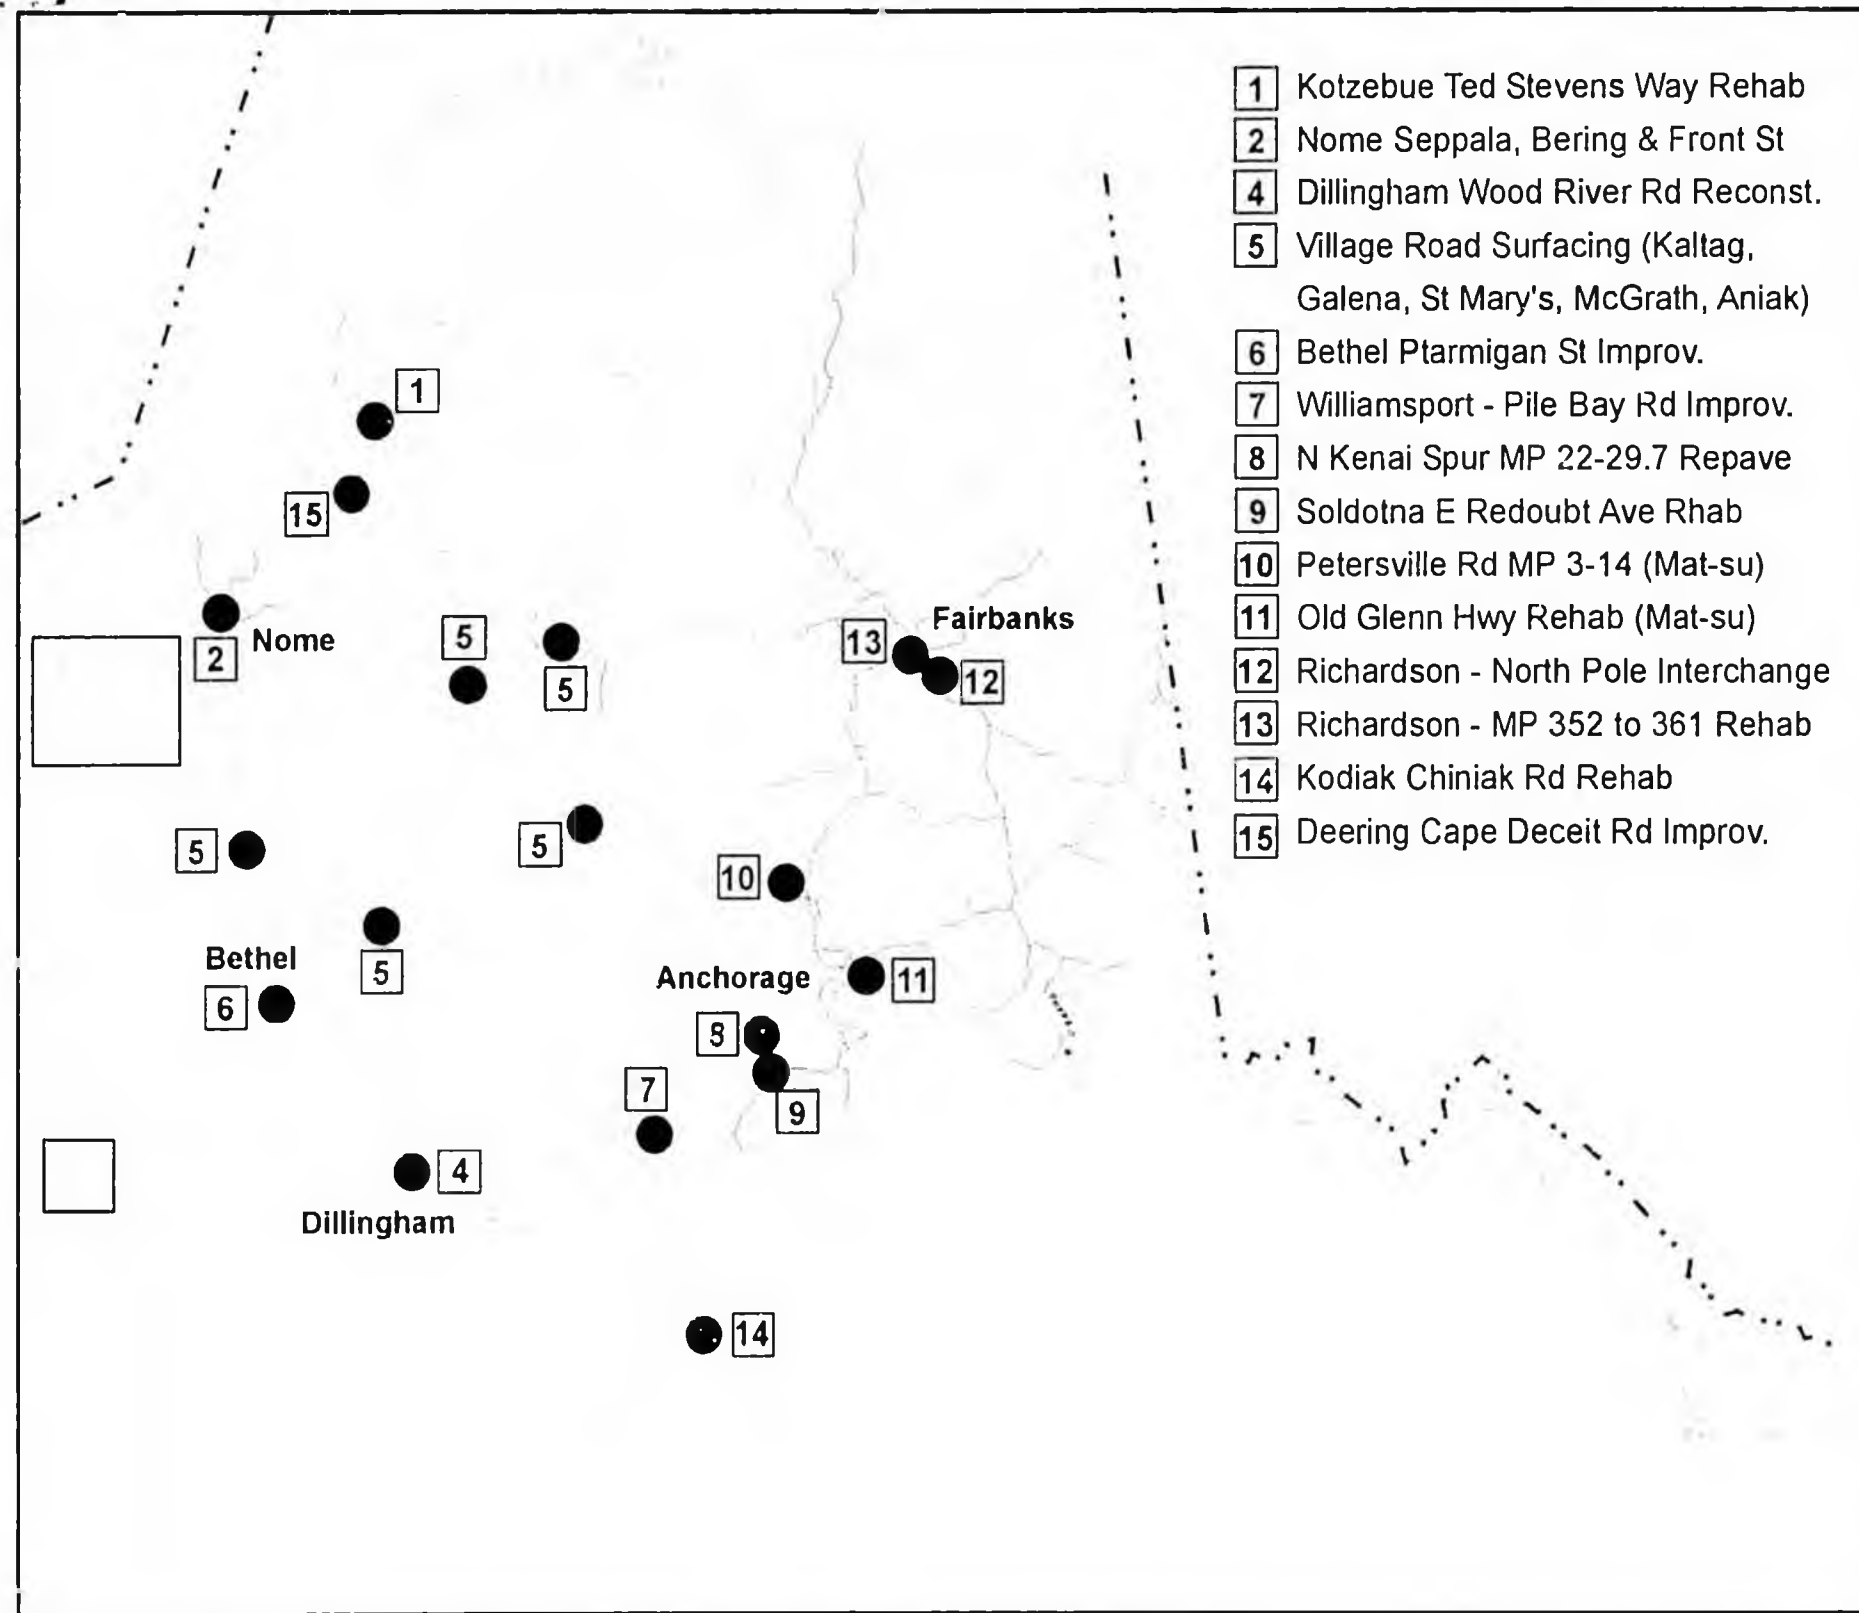 1 Kotzebue Ted Stevens Way Rehab
2 Nome Seppala, Bering & Front St
4 Dillingham Wood River Rd Reconst.
5 Village Road Surfacing (Kaltag,
Galena, St Mary's, McGrath, Aniak)
6 Bethel Ptarmigan St Improv.
7 Williamsport - Pile Bay Rd Improv.
8 N Kenai Spur MP 22-29.7 Repave
9 Soldotna E Redoubt Ave Rhab
10 Petersville Rd MP 3-14 (Mat-su)
11 Old Glenn Hwy Rehab (Mat-su)
12 Richardson - North Pole Interchange
13 Richardson - MP 352 to 361 Rehab
14 Kodiak Chiniak Rd Rehab
15 Deering Cape Deceit Rd Improv.
1
15
2
Nome
5
5
13
Fairbanks
12
5
5
10
5
Bethel
6
Anchorage
11
8
7
9
4
Dillingham
14